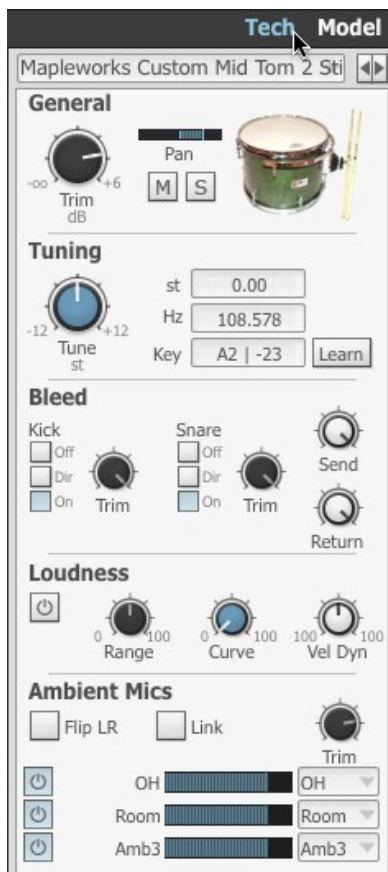 Tech Model
Mapleworks Custom Mid Tom 2 Sti
General
-oo +6
Trim
dB
Pan
M S
Tuning
-12 +12
Tune
st
st 0.00
Hz 108.578
Key A2 | -23 Learn
Bleed
Kick
Off
Dir
On
Trim
Snare
Off
Dir
On
Trim
Send
Return
Loudness
0 100
Range
0 100
Curve
100 100
Vel Dyn
Ambient Mics
Flip LR Link
Trim
OH OH
Room Room
Amb3 Amb3